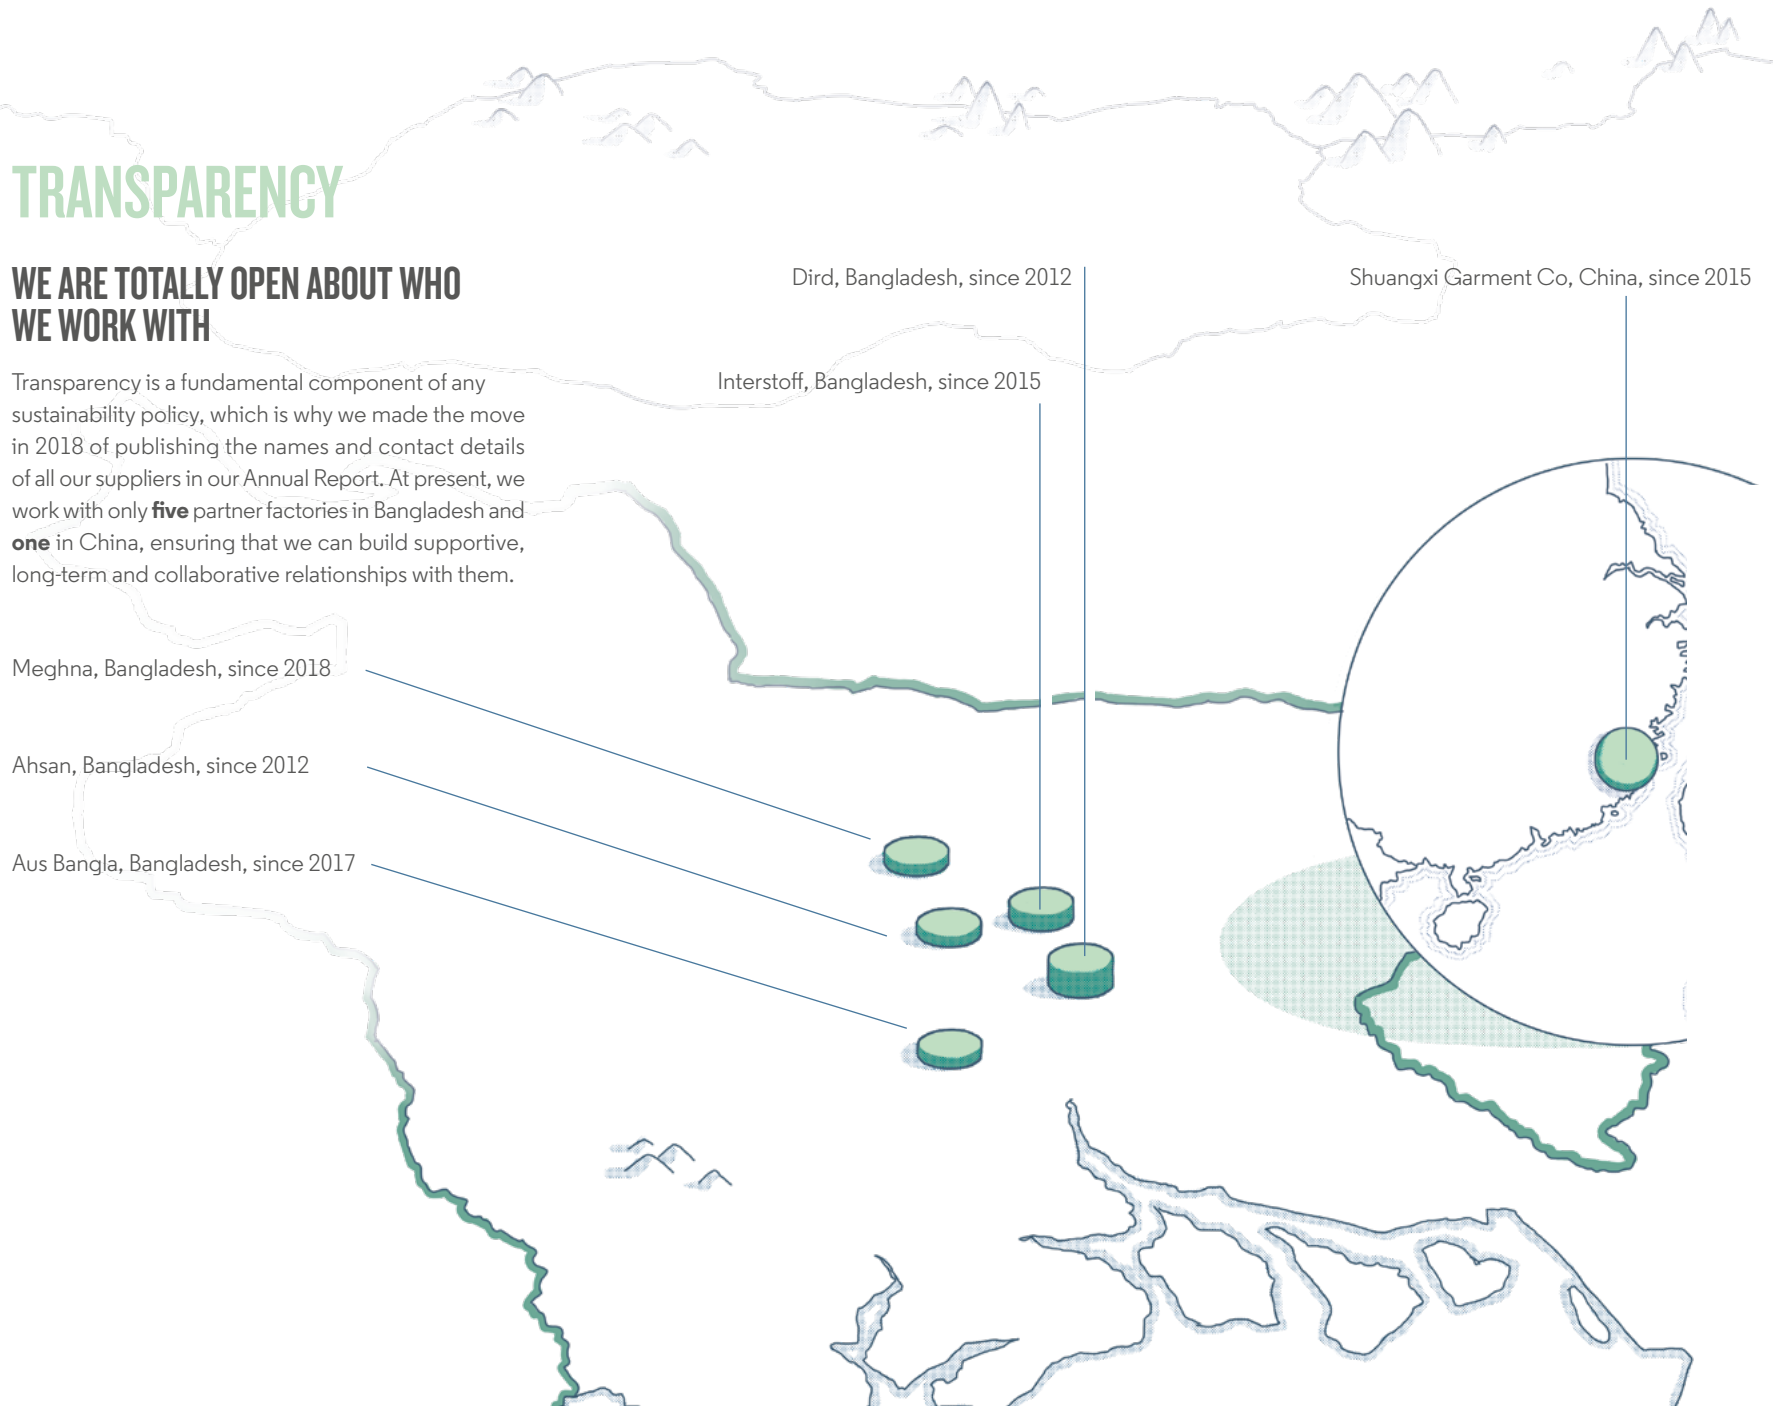 TRANSPARENCY
WE ARE TOTALLY OPEN ABOUT WHO
WE WORK WITH
Transparency is a fundamental component of any
sustainability policy, which is why we made the move
in 2018 of publishing the names and contact details
of all our suppliers in our Annual Report. At present, we
work with only five partner factories in Bangladesh and
one in China, ensuring that we can build supportive,
long-term and collaborative relationships with them.
Dird, Bangladesh, since 2012
Shuangxi Garment Co, China, since 2015
Interstoff, Bangladesh, since 2015
Meghna, Bangladesh, since 2018
Ahsan, Bangladesh, since 2012
Aus Bangla, Bangladesh, since 2017